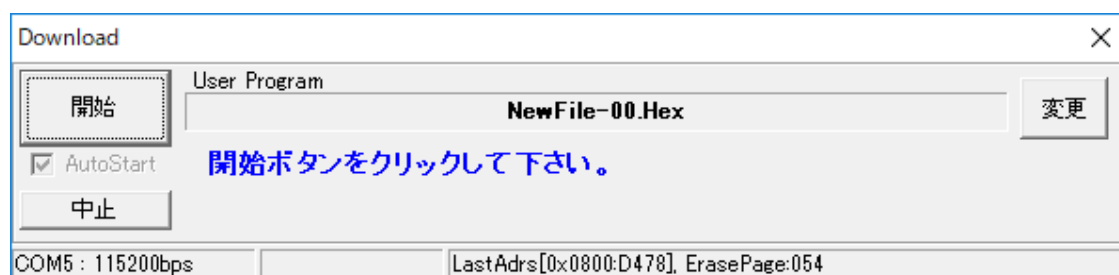 Download
開始
User Program
NewFile-00.Hex
変更
AutoStart
開始ボタンをクリックして下さい。
中止
COM5 : 115200bps
LastAdrs[0x0800:D478], ErasePage:054